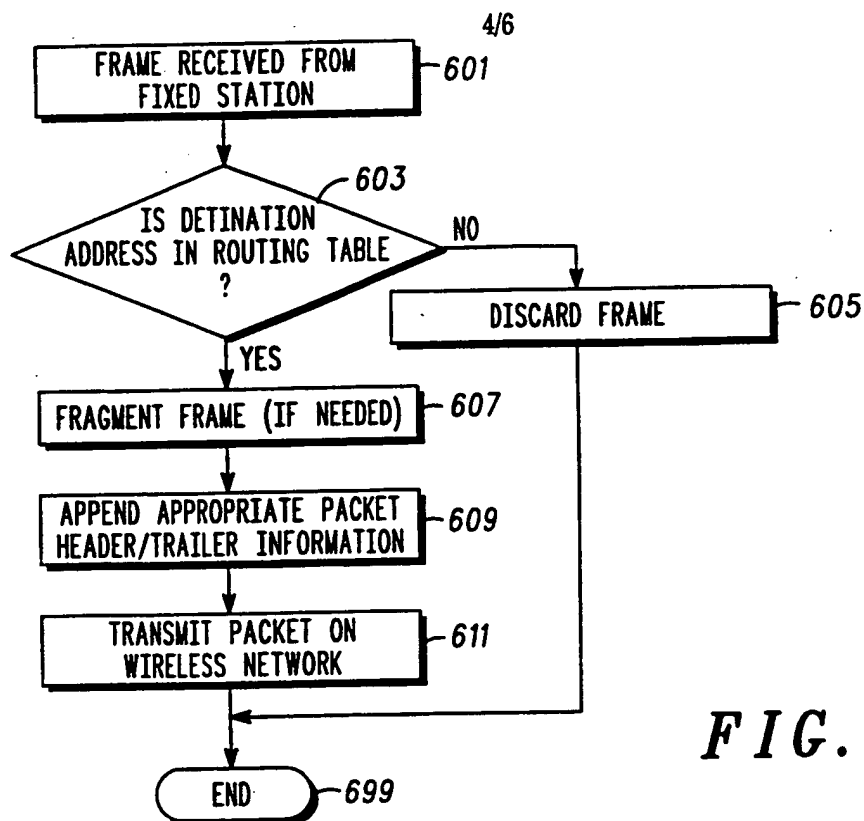 4/6
FRAME RECEIVED FROM
FIXED STATION
601
603
IS DETINATION
ADDRESS IN ROUTING TABLE
?
NO
DISCARD FRAME
605
YES
FRAGMENT FRAME (IF NEEDED)
607
APPEND APPROPRIATE PACKET
HEADER/TRAILER INFORMATION
609
TRANSMIT PACKET ON
WIRELESS NETWORK
611
END
699
FIG.